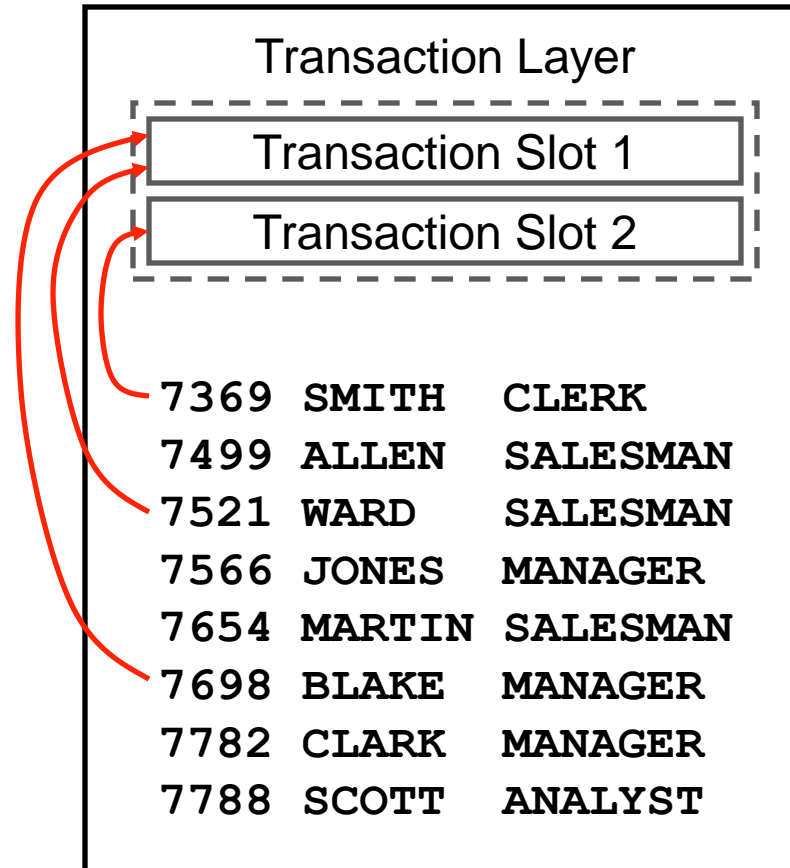 Transaction Layer
Transaction Slot 1
Transaction Slot 2
7369 SMITH CLERK
7499 ALLEN SALESMAN
7521 WARD SALESMAN
7566 JONES MANAGER
7654 MARTIN SALESMAN
7698 BLAKE MANAGER
7782 CLARK MANAGER
7788 SCOTT ANALYST